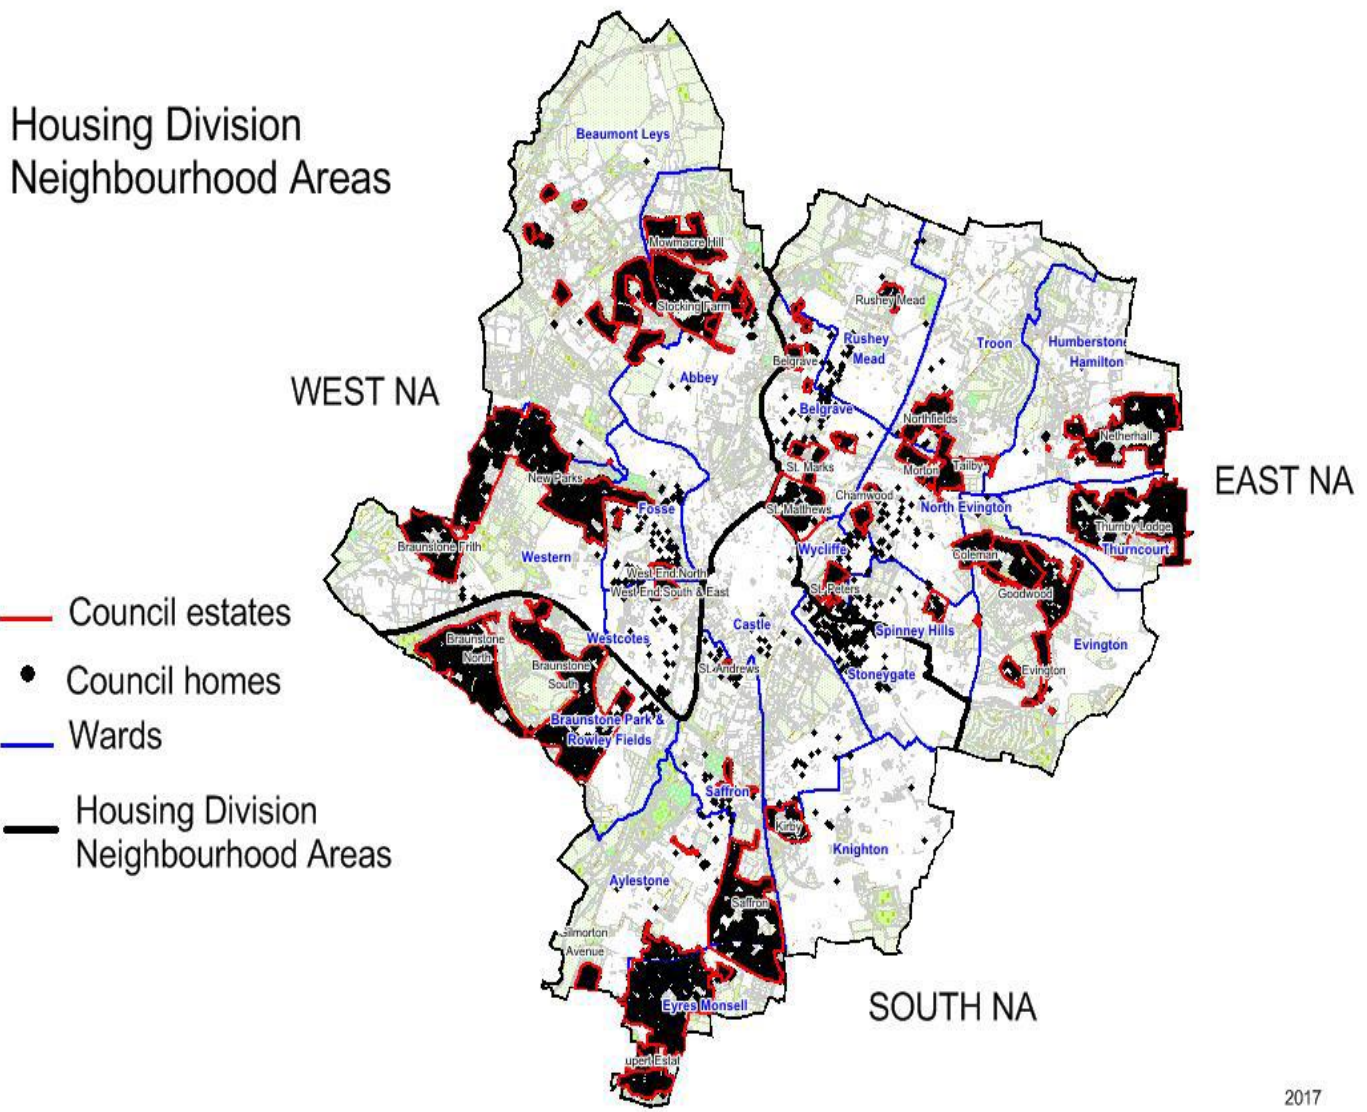 Housing Division
Neighbourhood Areas
Beaumont Leys
Mowmacre Hill
Stocking Farm
Rushey Mead
Rushey
Mead
Troon
Humberstone
Hamilton
WEST NA
Abbey
Belgrave
Belgrave
Northfields
Netherhall
New Parks
St. Marks
Morton
Tailby
EAST NA
Charnwood
St. Matthews
North Evington
Fosse
Thurnby Lodge
Thurncourt
Braunstone Frith
Western
Wycliffe
Coleman
West End North
West End South & East
St. Peters
Goodwood
Council estates
Council homes
Wards
Housing Division
Neighbourhood Areas
Braunstone
North
Westcotes
Castle
Spinney Hills
Evington
Braunstone
South
St. Andrews
Stoneygate
Evington
Braunstone Park &
Rowley Fields
Saffron
Kirby
Knighton
Aylestone
Saffron
Gilmorton
Avenue
Eyres Monsell
SOUTH NA
upert Estat
2017